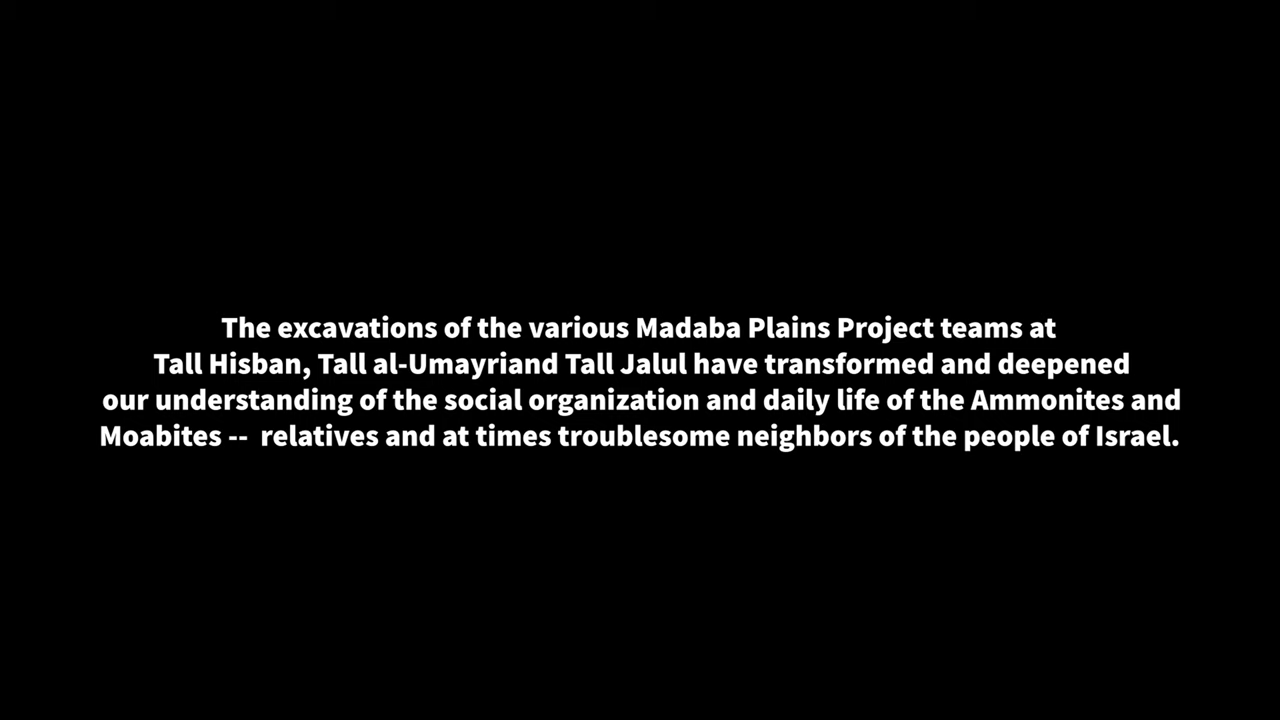 The excavations of the various Madaba Plains Project teams at
Tall Hisban, Tall al-Umayriand Tall Jalul have transformed and deepened
our understanding of the social organization and daily life of the Ammonites and
Moabites --  relatives and at times troublesome neighbors of the people of Israel.